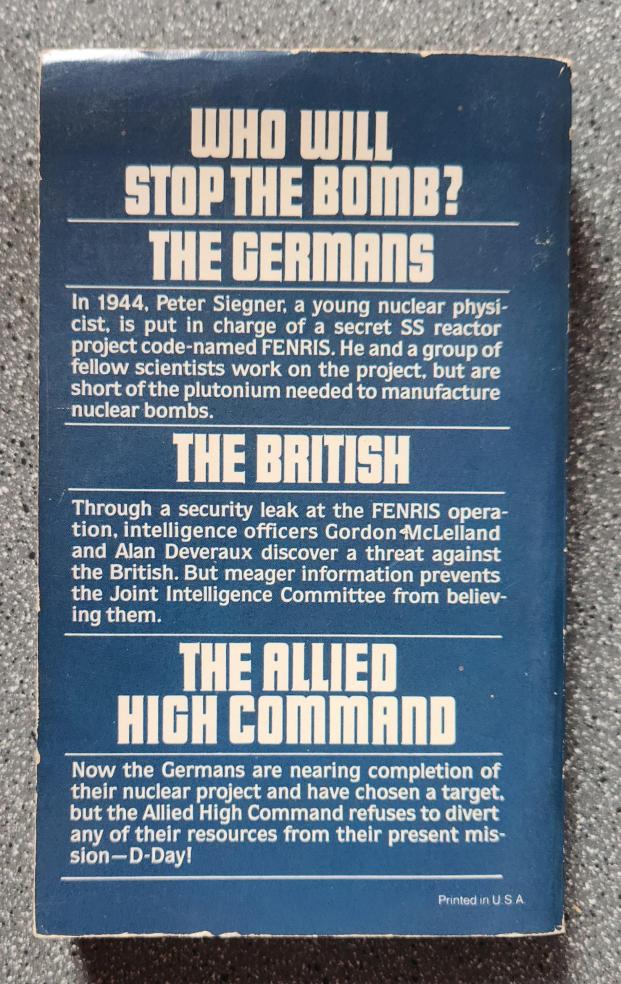 WHO WILL
STOP THE BOMB?
THE GERMANS
In 1944, Peter Siegner, a young nuclear physi-
cist, is put in charge of a secret SS reactor
project code-named FENRIS. He and a group of
fellow scientists work on the project, but are
short of the plutonium needed to manufacture
nuclear bombs.
THE BRITISH
Through a security leak at the FENRIS opera-
tion, intelligence officers Gordon McLelland
and Alan Deveraux discover a threat against
the British. But meager information prevents
the Joint Intelligence Committee from believ-
ing them.
THE ALLIED
HIGH COMMAND
Now the Germans are nearing completion of
their nuclear project and have chosen a target,
but the Allied High Command refuses to divert
any of their resources from their present mis-
sion—D-Day!
Printed in U.S.A.